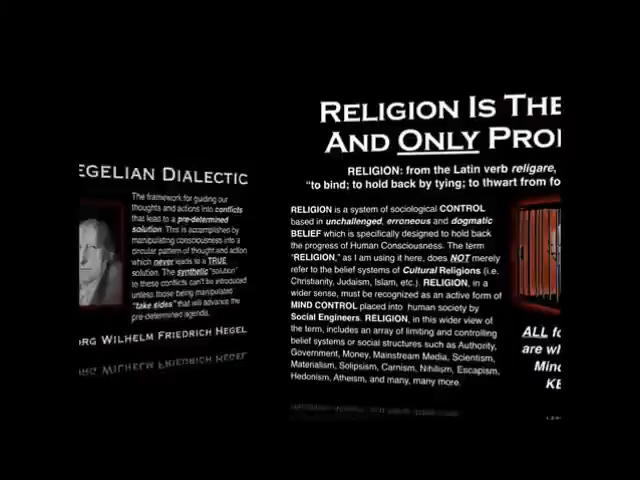 EGELIAN DIALECTIC
The framework for guiding our
thoughts and actions into conflicts
that lead to a pre-determined
solution. This is accomplished by
manipulating consciousness into a
circular pattern of thought and action
which never leads to a TRUE
solution. The synthetic "solution"
to these conflicts can't be introduced
unless those being manipulated
"take sides" that will advance the
pre-determined agenda.
ORG WILHELM FRIEDRICH HEGEL
RELIGION IS THE
AND ONLY PRO
RELIGION: from the Latin verb religare,
"to bind; to hold back by tying; to thwart from fo
RELIGION is a system of sociological CONTROL
based in unchallenged, erroneous and dogmatic
BELIEF which is specifically designed to hold back
the progress of Human Consciousness. The term
"RELIGION," as I am using it here, does NOT merely
refer to the belief systems of Cultural Religions (i.e.
Christianity, Judaism, Islam, etc.). RELIGION, in a
wider sense, must be recognized as an active form of
MIND CONTROL placed into human society by
Social Engineers. RELIGION, in this wider view of
the term, includes an array of limiting and controlling
belief systems or social structures such as Authority,
Government, Money, Mainstream Media, Scientism,
Materialism, Solipsism, Carnism, Nihilism, Escapism,
Hedonism, Atheism, and many, many more.
ALL fo
are wh
Mind
KE